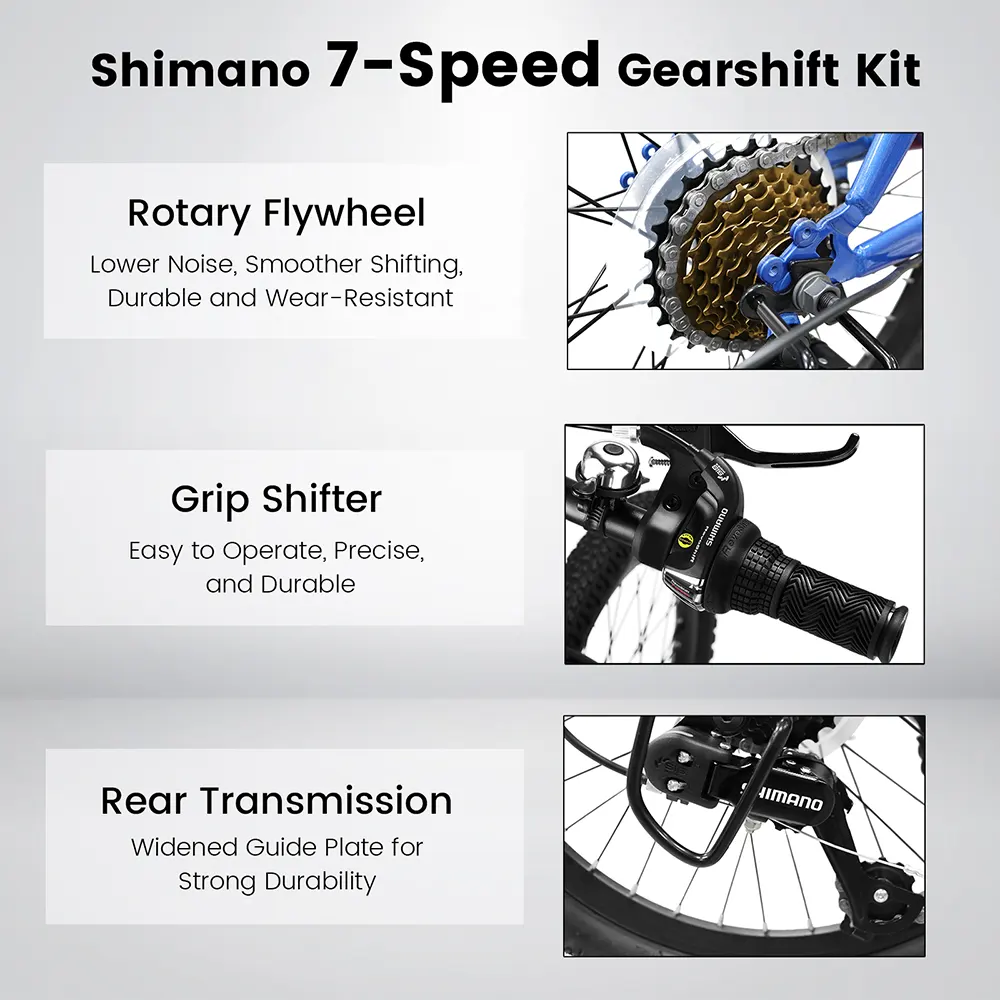 Shimano 7-Speed Gearshift Kit
Rotary Flywheel
Lower Noise, Smoother Shifting,
Durable and Wear-Resistant
Grip Shifter
Easy to Operate, Precise,
and Durable
SHIMANO
Rear Transmission
Widened Guide Plate for
Strong Durability
SHIMANO